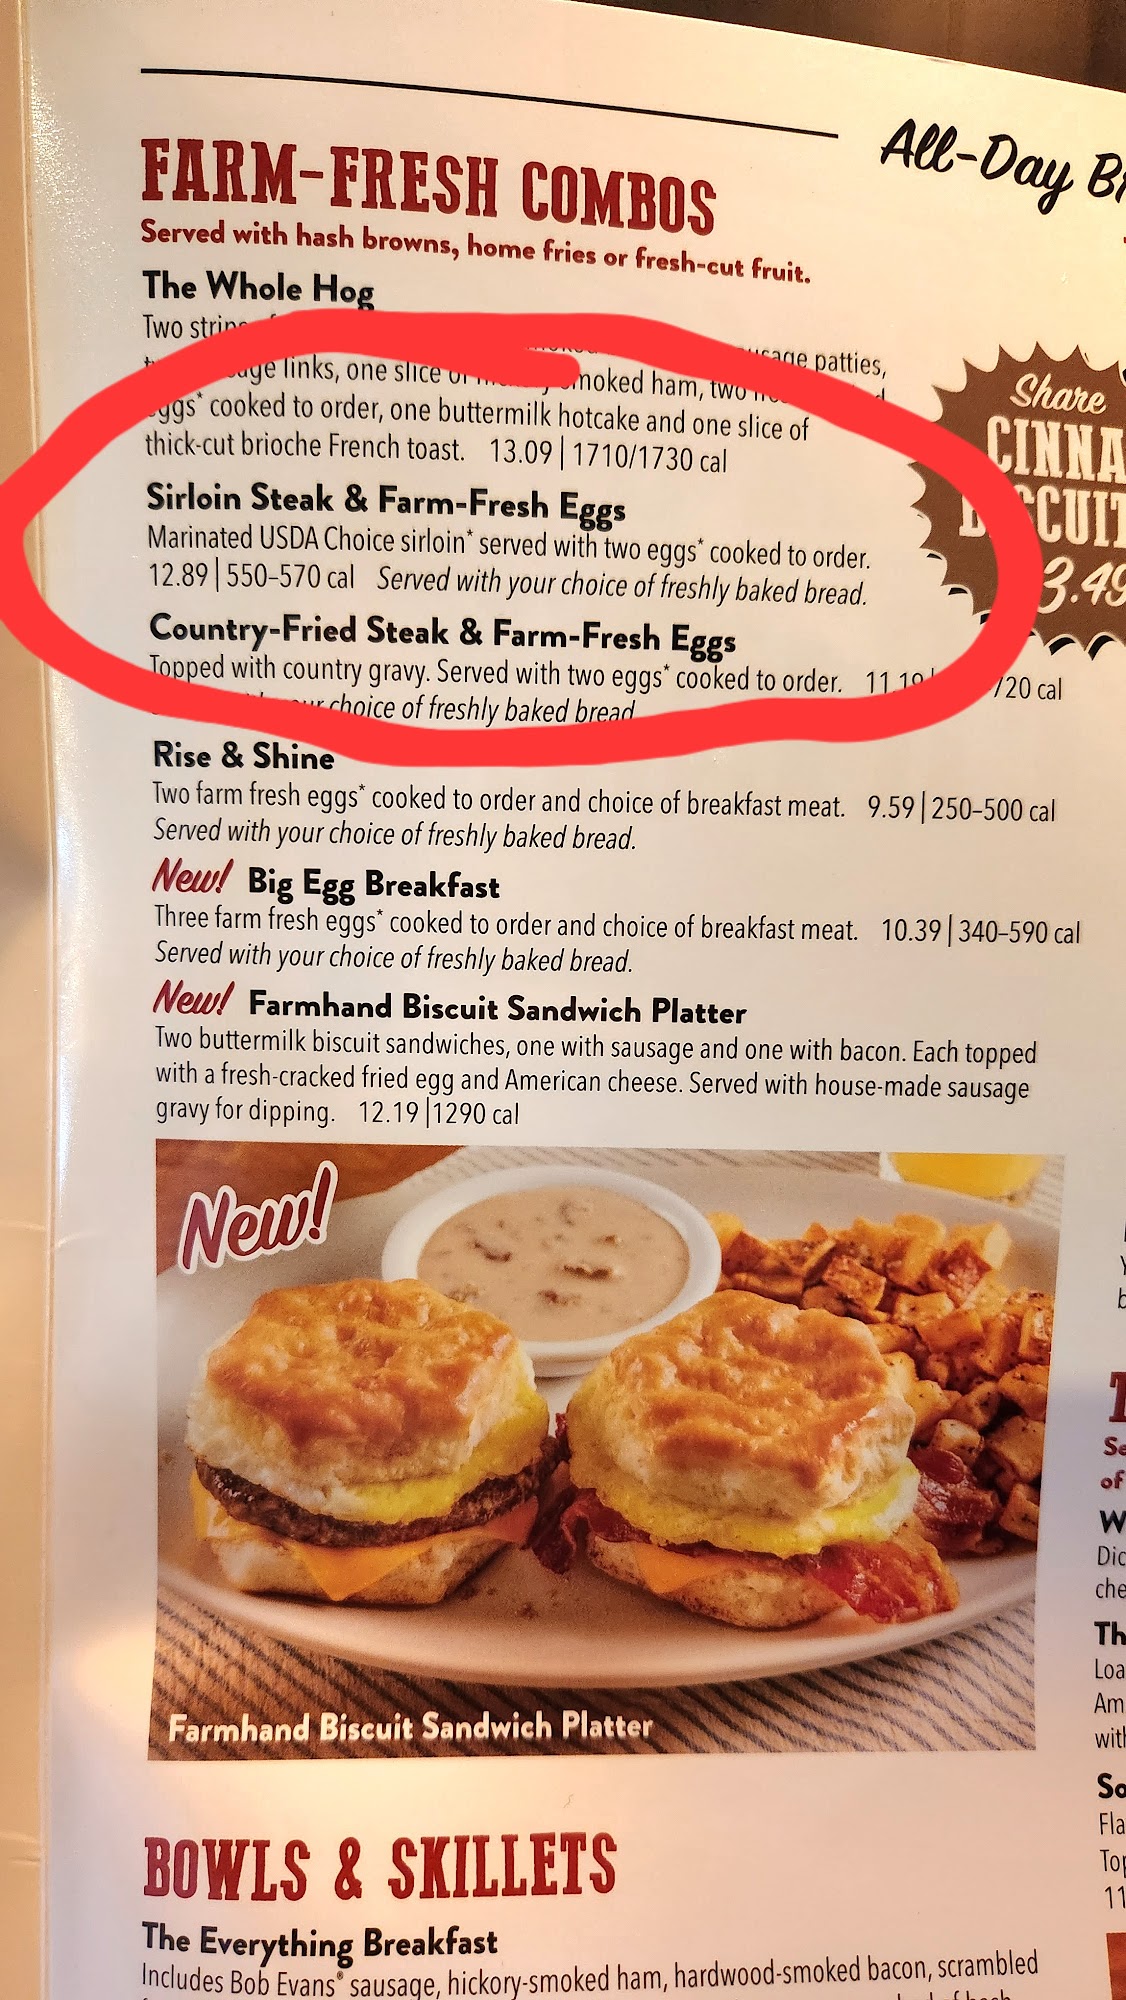 All-Day
FARM-FRESH COMBOS
Served with hash browns, home fries or fresh-cut fruit.
The Whole Hog
Two strips
patties,
links, one slice smoked ham, two
eggs* cooked to order, one buttermilk hotcake and one slice of
thick-cut brioche French toast. 13.09 | 1710/1730 cal
Sirloin Steak & Farm-Fresh Eggs
Marinated USDA Choice sirloin* served with two eggs* cooked to order.
12.89 | 550–570 cal Served with your choice of freshly baked bread.
Country-Fried Steak & Farm-Fresh Eggs
Topped with country gravy. Served with two eggs* cooked to order. 11.19 | 720 cal
choice of freshly baked bread
Rise & Shine
Two farm fresh eggs* cooked to order and choice of breakfast meat. 9.59 | 250–500 cal
Served with your choice of freshly baked bread.
New! Big Egg Breakfast
Three farm fresh eggs* cooked to order and choice of breakfast meat. 10.39 | 340–590 cal
Served with your choice of freshly baked bread.
New! Farmhand Biscuit Sandwich Platter
Two buttermilk biscuit sandwiches, one with sausage and one with bacon. Each topped
with a fresh-cracked fried egg and American cheese. Served with house-made sausage
gravy for dipping. 12.19 | 1290 cal
New!
Farmhand Biscuit Sandwich Platter
BOWLS & SKILLETS
The Everything Breakfast
Includes Bob Evans® sausage, hickory-smoked ham, hardwood-smoked bacon, scrambled
Share
CINNA
SCUIT
3.49
of
with